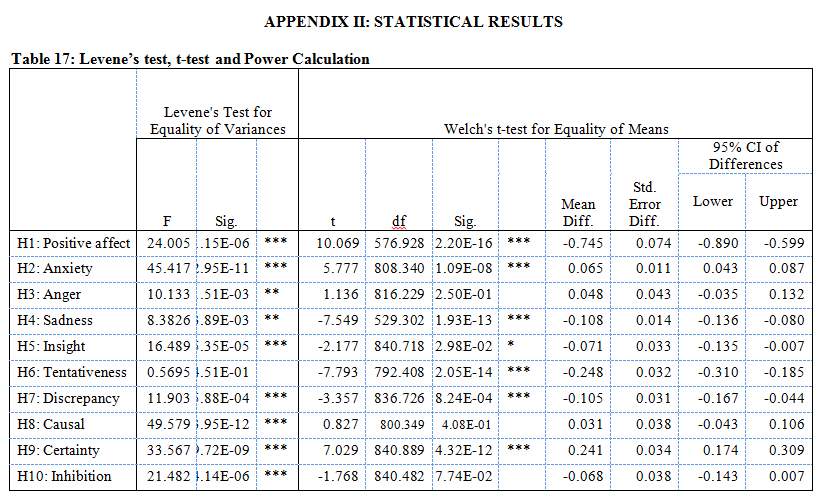 APPENDIX II: STATISTICAL RESULTS
Table 17: Levene's test, t-test and Power Calculation
Levene's Test for Equality of Variances Welch's t-test for Equality of Means
95% CI of Differences
F Sig. t df Sig. Mean Diff. Std. Error Diff. Lower Upper
H1: Positive affect 24.005 .15E-06 *** 10.069 576.928 2.20E-16 *** -0.745 0.074 -0.890 -0.599
H2: Anxiety 45.417 .95E-11 *** 5.777 808.340 1.09E-08 *** 0.065 0.011 0.043 0.087
H3: Anger 10.133 .51E-03 ** 1.136 816.229 2.50E-01 0.048 0.043 -0.035 0.132
H4: Sadness 8.3826 .89E-03 ** -7.549 529.302 1.93E-13 *** -0.108 0.014 -0.136 -0.080
H5: Insight 16.489 .35E-05 *** -2.177 840.718 2.98E-02 * -0.071 0.033 -0.135 -0.007
H6: Tentativeness 0.5695 .51E-01 -7.793 792.408 2.05E-14 *** -0.248 0.032 -0.310 -0.185
H7: Discrepancy 11.903 .88E-04 *** -3.357 836.726 8.24E-04 *** -0.105 0.031 -0.167 -0.044
H8: Causal 49.579 .95E-12 *** 0.827 800.349 4.08E-01 0.031 0.038 -0.043 0.106
H9: Certainty 33.567 .72E-09 *** 7.029 840.889 4.32E-12 *** 0.241 0.034 0.174 0.309
H10: Inhibition 21.482 .14E-06 *** -1.768 840.482 7.74E-02 -0.068 0.038 -0.143 0.007